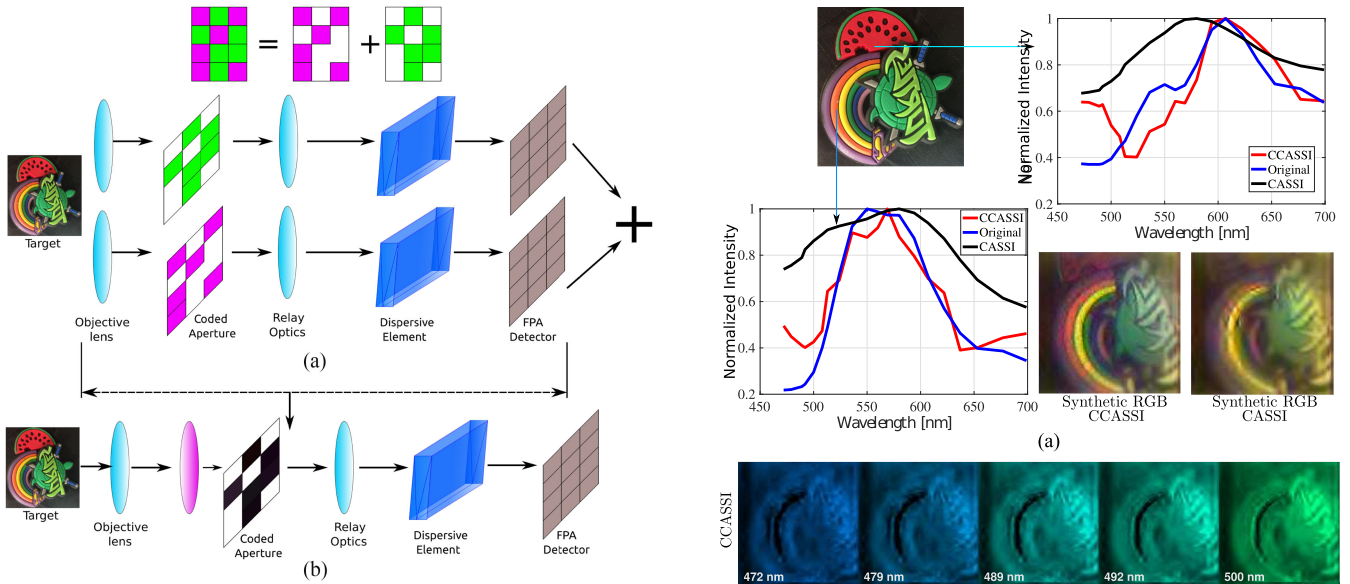 =
+
Target
Objective
lens
Coded
Aperture
Relay
Optics
Dispersive
Element
FPA
Detector
+
(a)
Target
Objective
lens
Coded
Aperture
Relay
Optics
Dispersive
Element
FPA
Detector
(b)
Normalized Intensity
1
0.8
0.6
0.4
0.2
450 500 550 600 650 700
Wavelength [nm]
CCASSI
Original
CASSI
Normalized Intensity
1
0.8
0.6
0.4
0.2
450 500 550 600 650 700
Wavelength [nm]
CCASSI
Original
CASSI
Synthetic RGB
CCASSI
Synthetic RGB
CASSI
(a)
CCASSI
472 nm
479 nm
489 nm
492 nm
500 nm